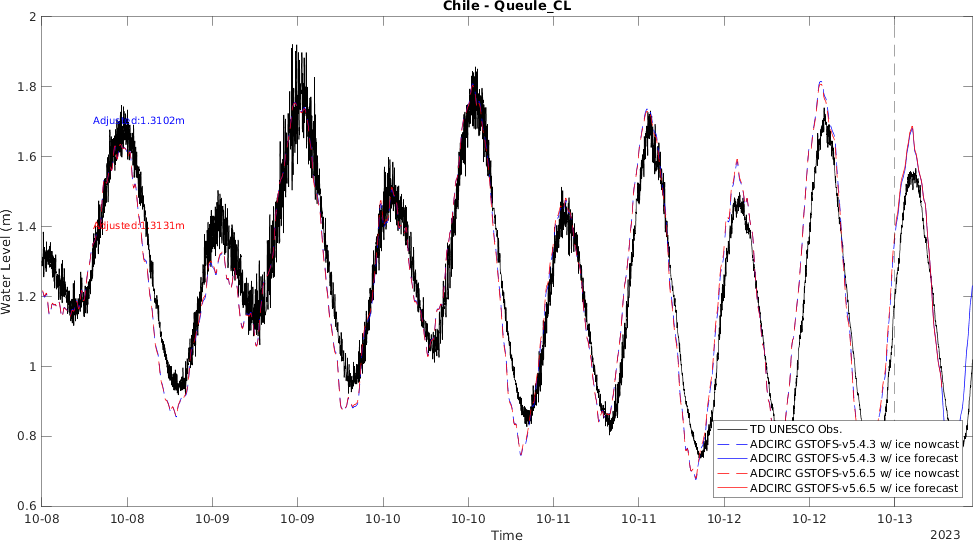 Chile - Queule_CL
2
1.8
1.6
1.4
1.2
1
0.8
0.6
Water Level (m)
Adjusted:1.3102m
Adjusted:1.3131m
TD UNESCO Obs.
ADCIRC GSTOFS-v5.4.3 w/ ice nowcast
ADCIRC GSTOFS-v5.4.3 w/ ice forecast
ADCIRC GSTOFS-v5.6.5 w/ ice nowcast
ADCIRC GSTOFS-v5.6.5 w/ ice forecast
10-08 10-08 10-09 10-09 10-10 10-10 10-11 10-11 10-12 10-12 10-13
Time
2023